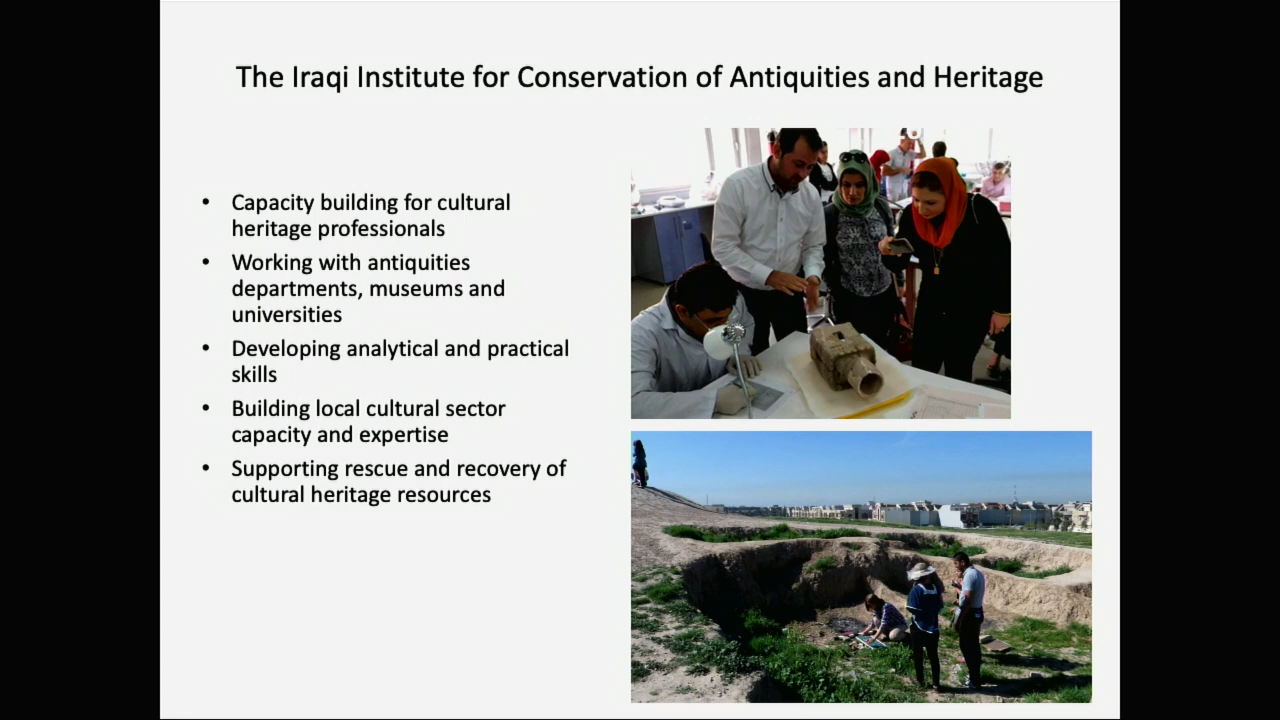 The Iraqi Institute for Conservation of Antiquities and Heritage
• Capacity building for cultural
heritage professionals
• Working with antiquities
departments, museums and
universities
• Developing analytical and practical
skills
• Building local cultural sector
capacity and expertise
• Supporting rescue and recovery of
cultural heritage resources